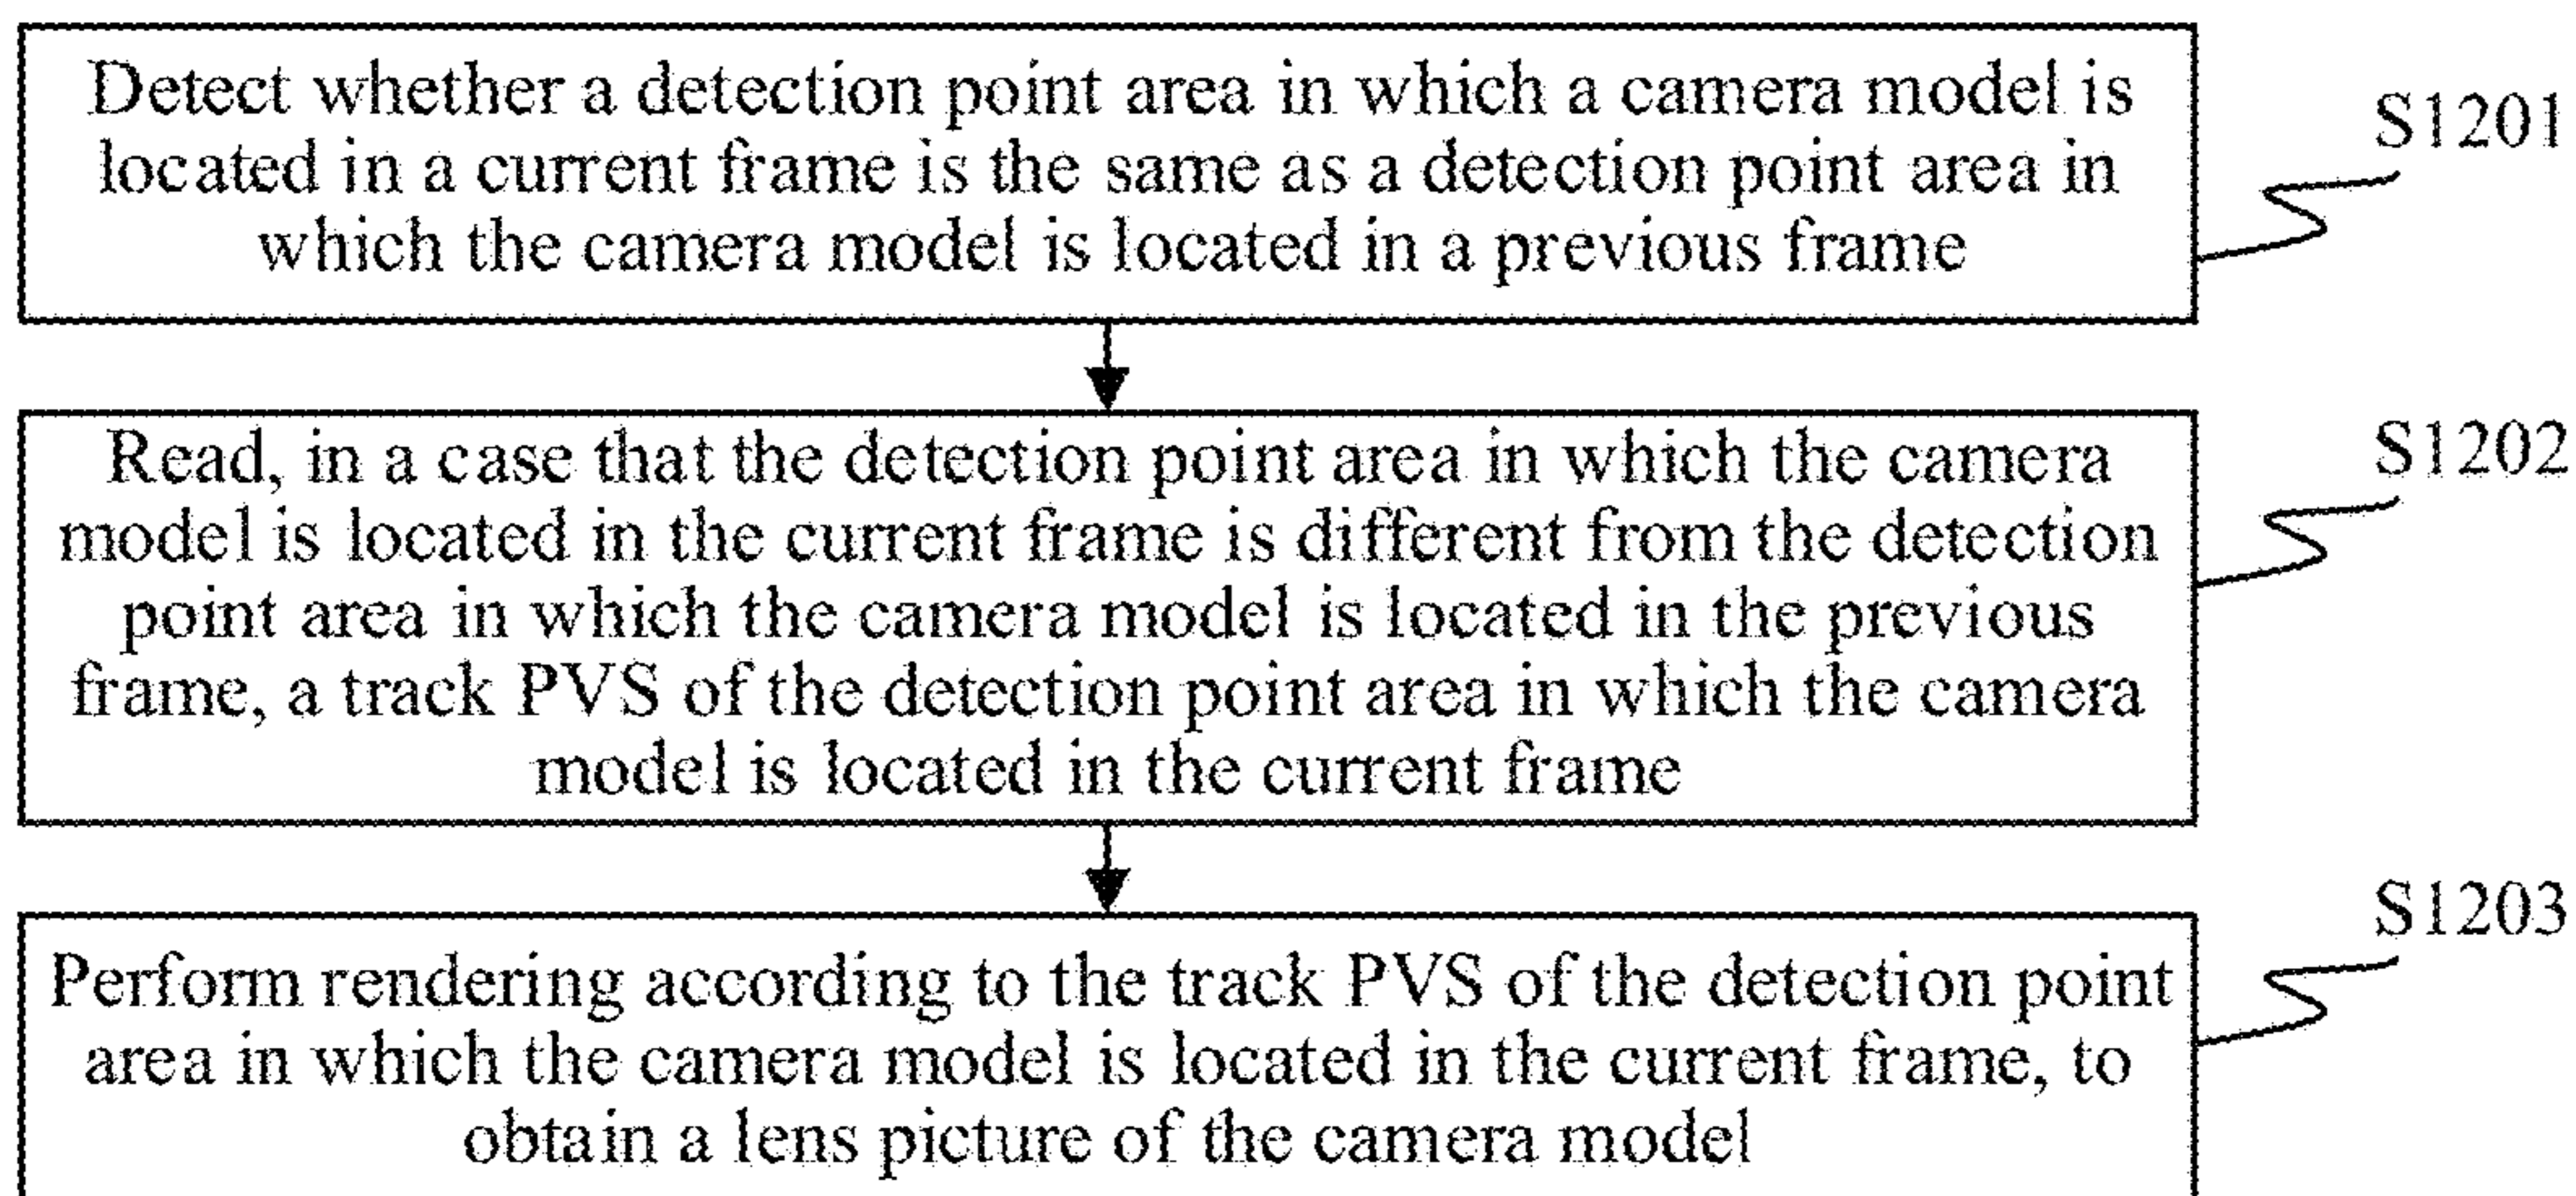 Detect whether a detection point area in which a camera model is
located in a current frame is the same as a detection point area in
which the camera model is located in a previous frame
S1201
Read, in a case that the detection point area in which the camera
model is located in the current frame is different from the detection
point area in which the camera model is located in the previous
frame, a track PVS of the detection point area in which the camera
model is located in the current frame
S1202
Perform rendering according to the track PVS of the detection point
area in which the camera model is located in the current frame, to
obtain a lens picture of the camera model
S1203